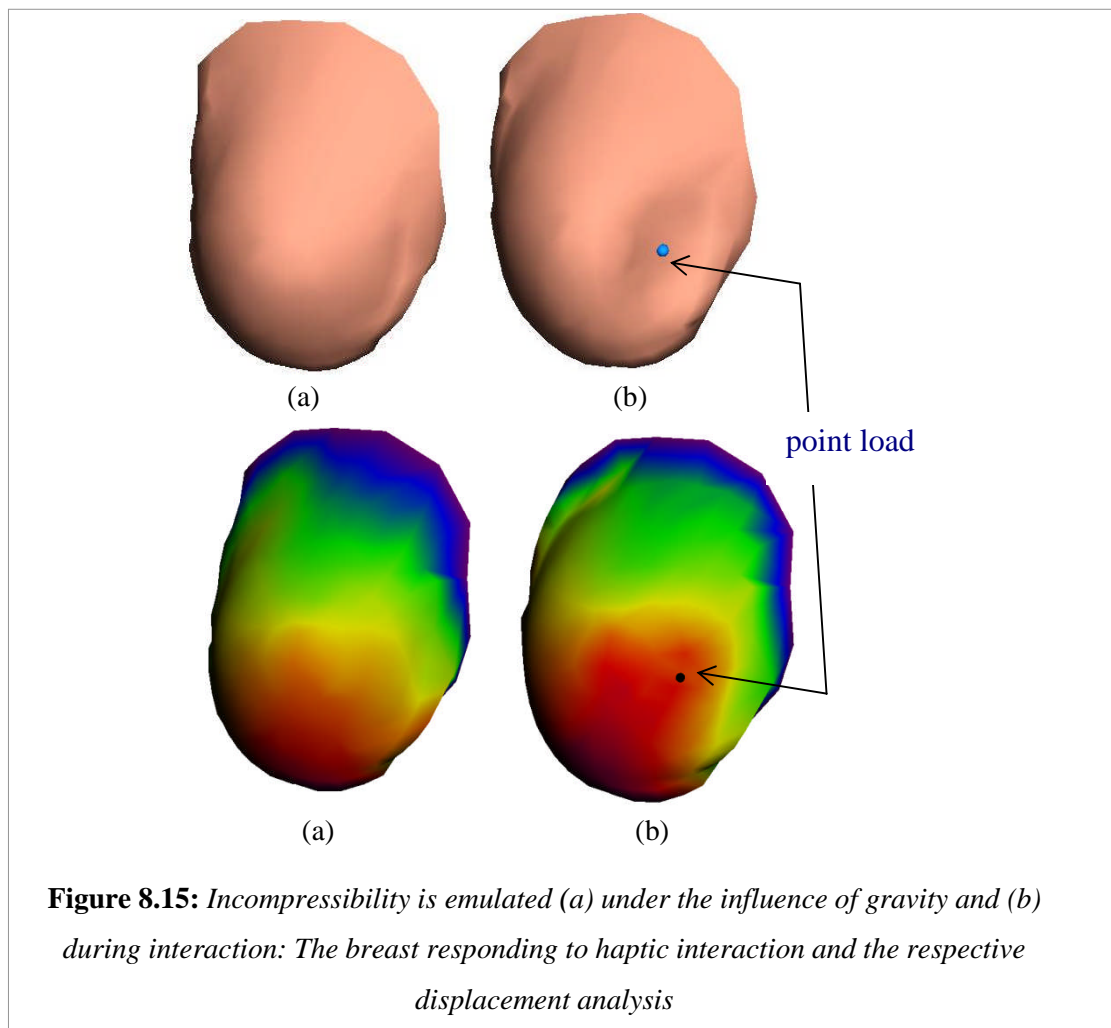 (a)
(b)
point load
(a)
(b)
Figure 8.15: Incompressibility is emulated (a) under the influence of gravity and (b)
during interaction: The breast responding to haptic interaction and the respective
displacement analysis